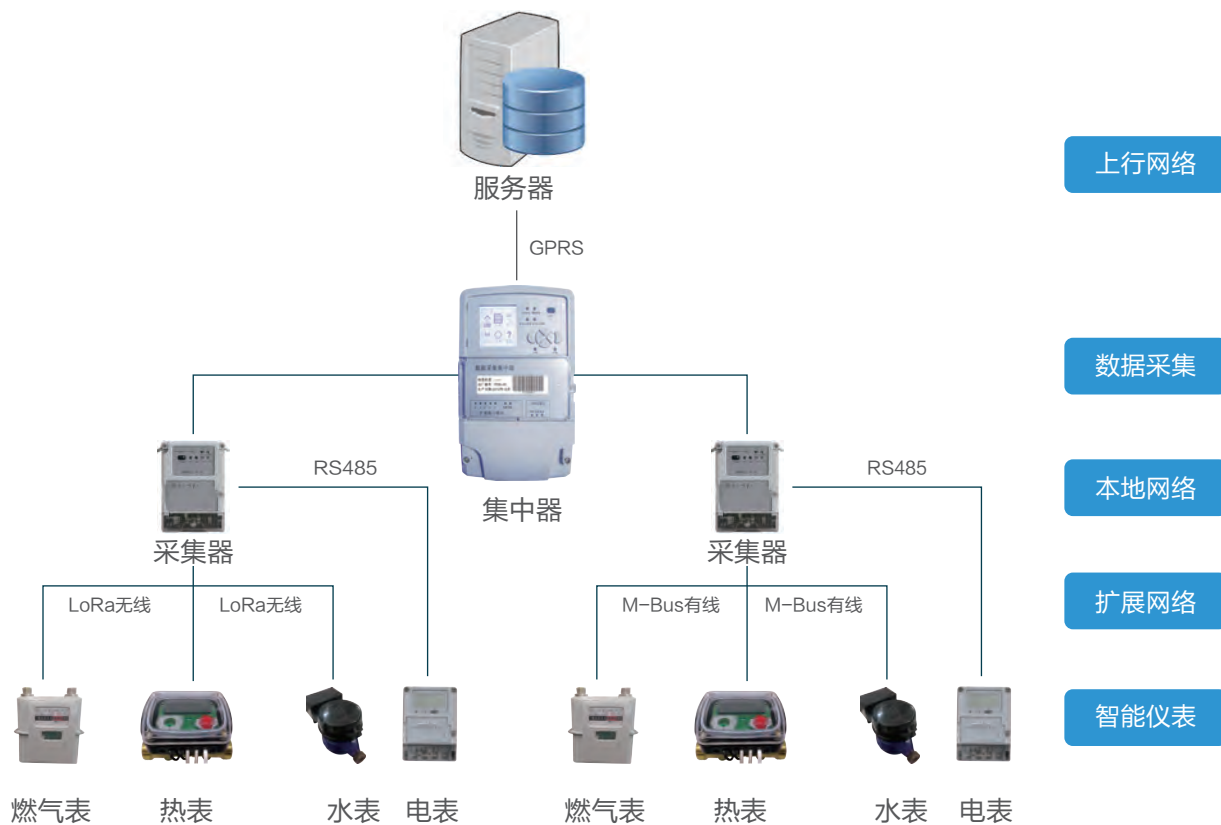 服务器
上行网络
GPRS
数据采集
RS485
RS485
本地网络
集中器
采集器
采集器
LoRa无线
LoRa无线
M-Bus有线
M-Bus有线
扩展网络
智能仪表
燃气表
热表
水表
电表
燃气表
热表
水表
电表